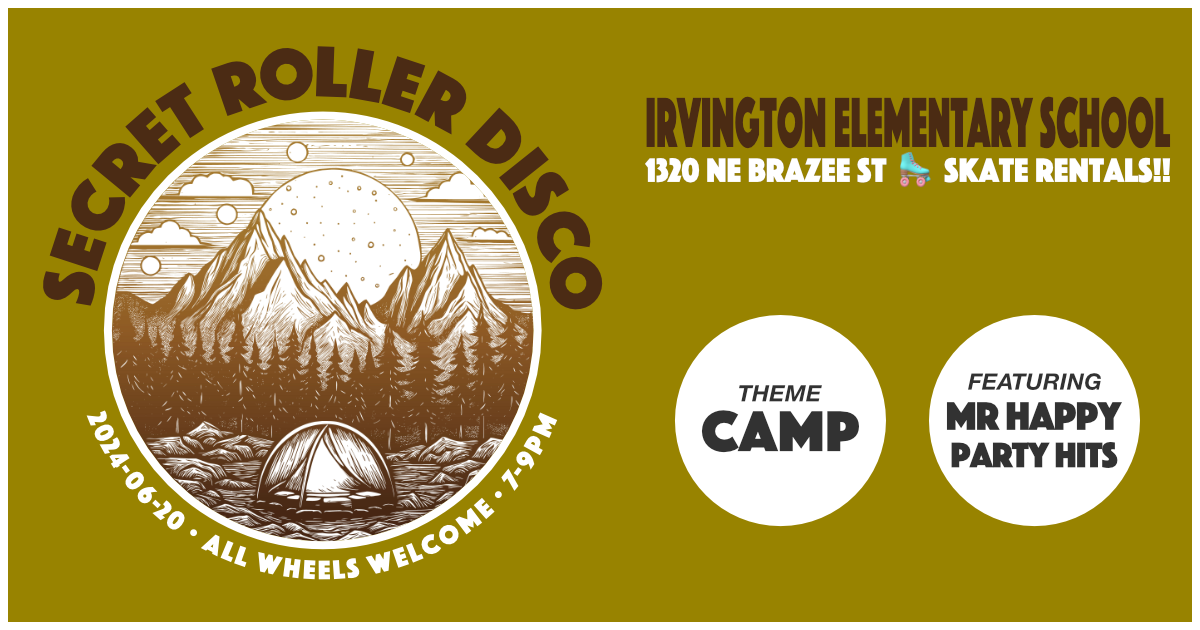 SECRET ROLLER DISCO
2024-06-20 • ALL WHEELS WELCOME • 7-9PM
IRVINGTON ELEMENTARY SCHOOL
1320 NE BRAZEE ST 🛼 SKATE RENTALS!!
THEME
CAMP
FEATURING
MR HAPPY
PARTY HITS